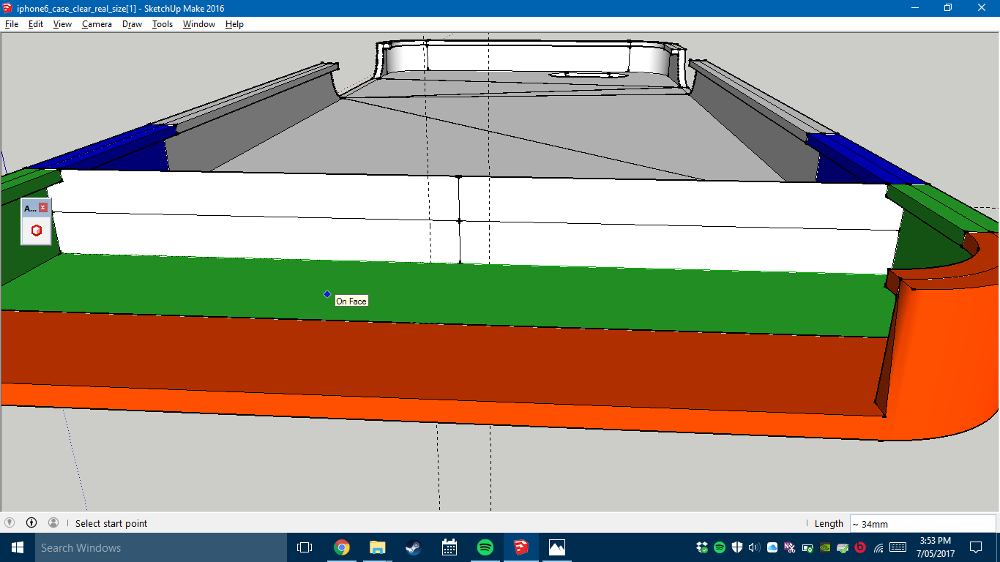 iphone6_case_clear_real_size[1] - SketchUp Make 2016
File Edit View Camera Draw Tools Window Help
A...
On Face
Select start point
Length ~ 34mm
Search Windows
3:53 PM
7/05/2017